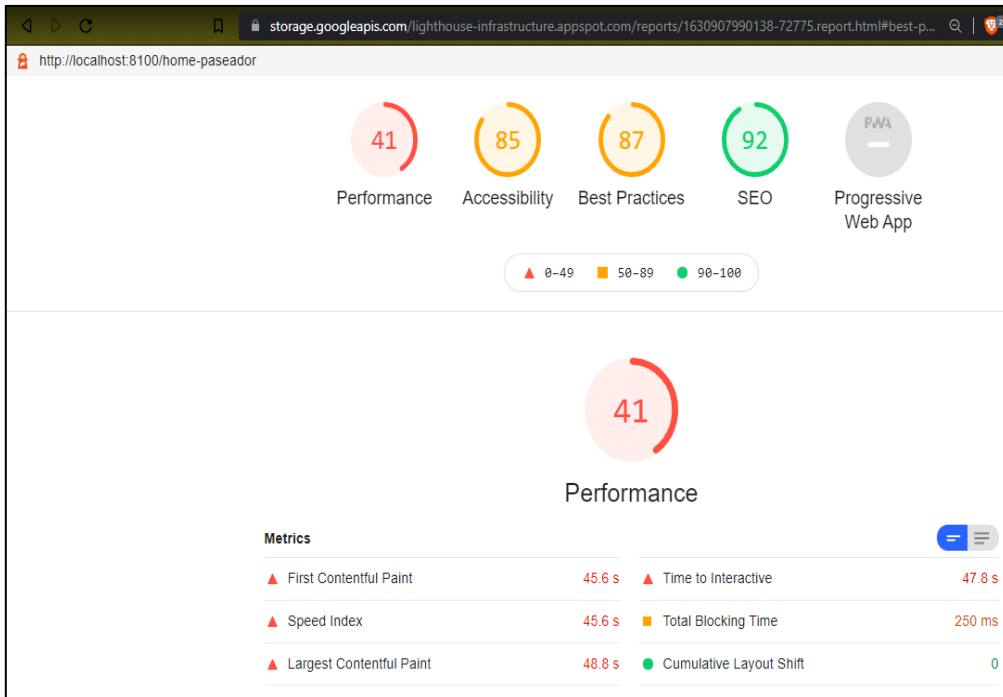 storage.googleapis.com/lighthouse-infrastructure.appspot.com/reports/1630907990138-72775.report.html#best-p...
http://localhost:8100/home-paseador
41 85 87 92 PWA
Performance Accessibility Best Practices SEO Progressive
Web App
0–49 50–89 90–100
41
Performance
Metrics
First Contentful Paint 45.6 s Time to Interactive 47.8 s
Speed Index 45.6 s Total Blocking Time 250 ms
Largest Contentful Paint 48.8 s Cumulative Layout Shift 0